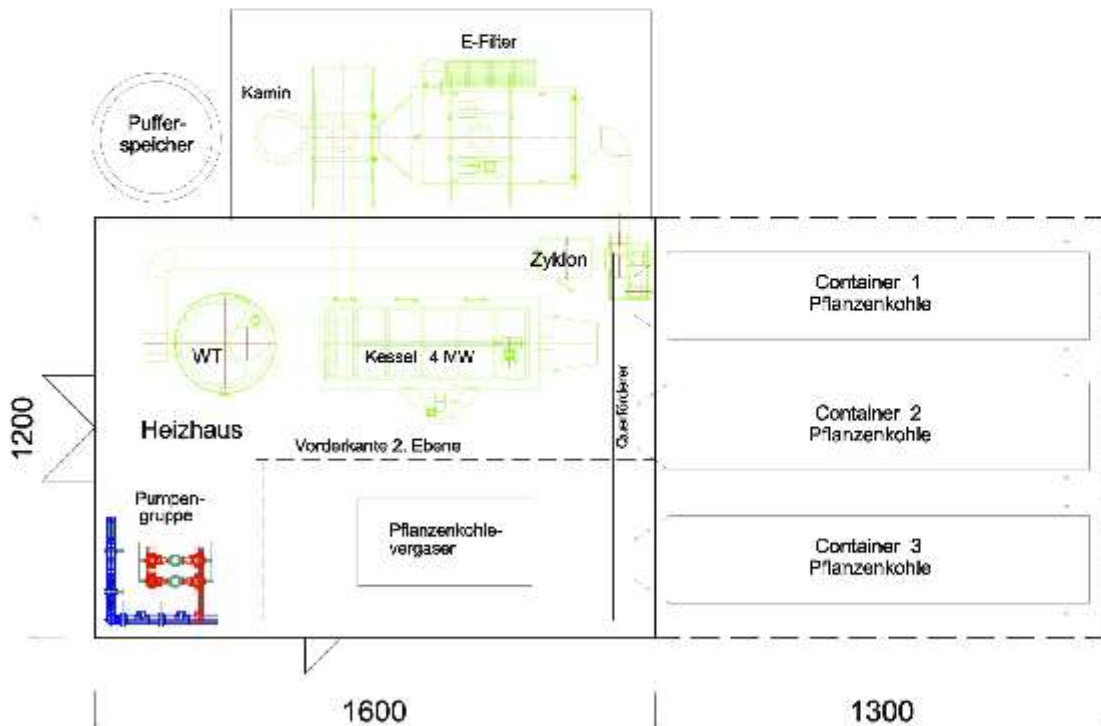 E-Filter
Kamin
Puffer-
speicher
Zyklon
Container 1
Pflanzenkohle
WT
Kessel 4 MW
Querförderer
1200
Heizhaus
Vorderkante 2. Ebene
Container 2
Pflanzenkohle
Pumpen-
gruppe
Pflanzenkohle-
vergaser
Container 3
Pflanzenkohle
1600
1300